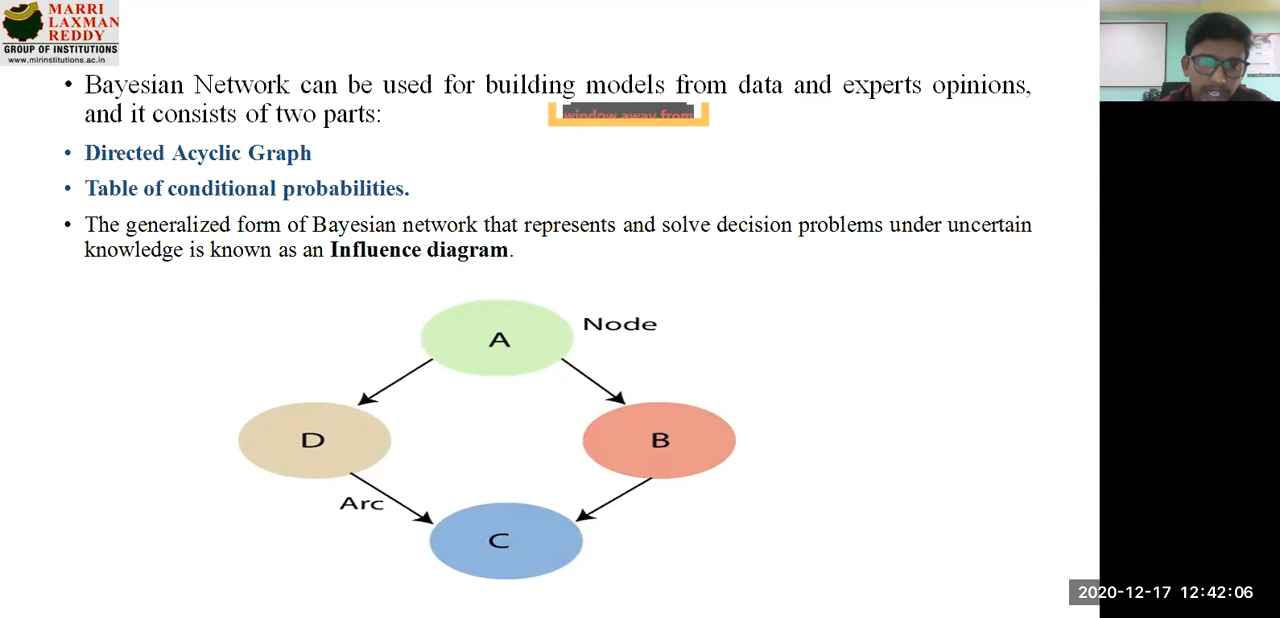 MARRI
LAXMAN
REDDY
GROUP OF INSTITUTIONS
www.mlrinstitutions.ac.in
• Bayesian Network can be used for building models from data and experts opinions,
and it consists of two parts:
window away from
• Directed Acyclic Graph
• Table of conditional probabilities.
• The generalized form of Bayesian network that represents and solve decision problems under uncertain
knowledge is known as an Influence diagram.
A
Node
D
B
Arc
C
2020-12-17 12:42:06